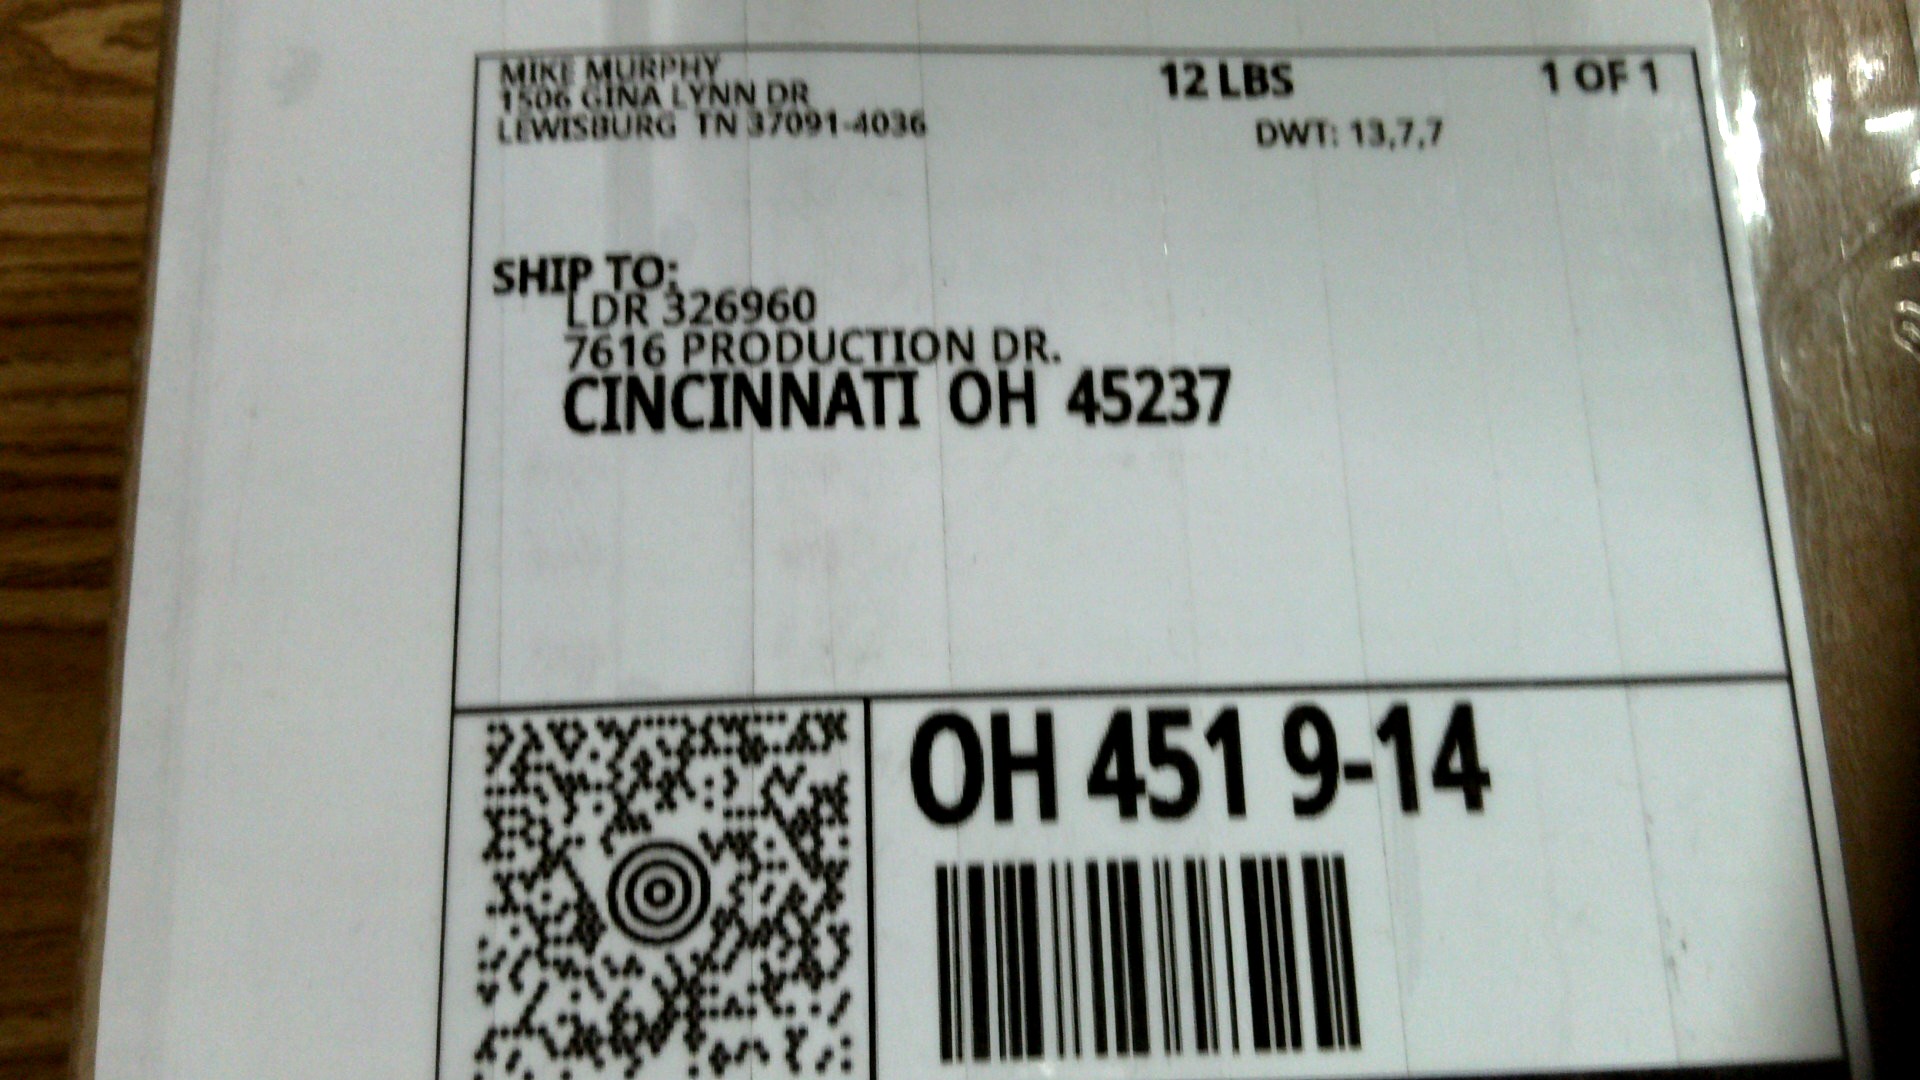 MIKE MURPHY
1506 GINA LYNN DR
LEWISBURG TN 37091-4036
12 LBS
1 OF 1
DWT: 13,7,7
SHIP TO:
LDR 326960
7616 PRODUCTION DR.
CINCINNATI OH 45237
OH 451 9-14